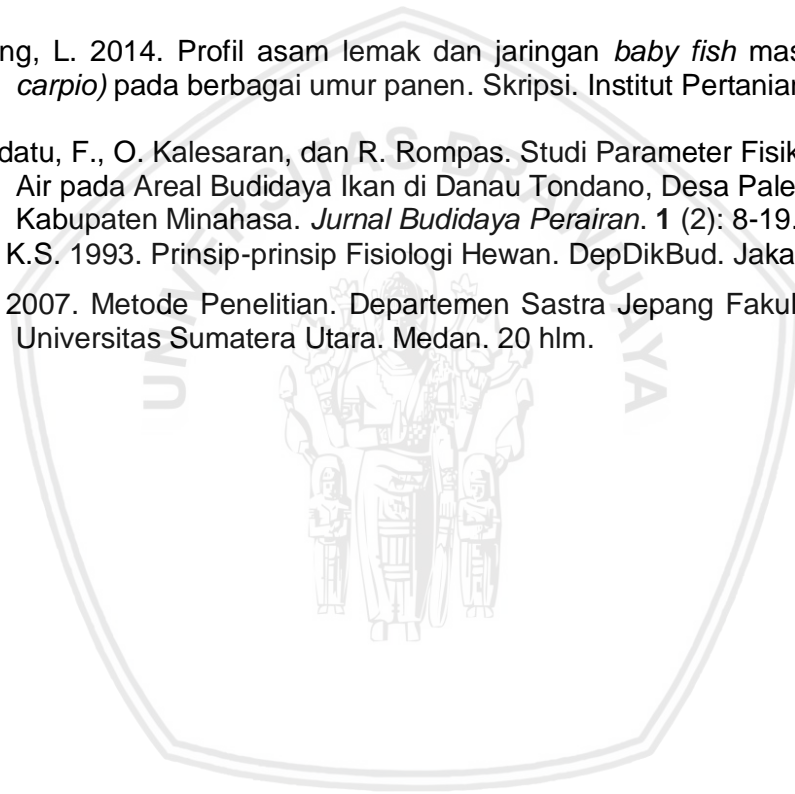 ng, L. 2014. Profil asam lemak dan jaringan baby fish mas
carpio) pada berbagai umur panen. Skripsi. Institut Pertanian
datu, F., O. Kalesaran, dan R. Rompas. Studi Parameter Fisik
Air pada Areal Budidaya Ikan di Danau Tondano, Desa Pale
Kabupaten Minahasa. Jurnal Budidaya Perairan. 1 (2): 8-19.
K.S. 1993. Prinsip-prinsip Fisiologi Hewan. DepDikBud. Jaka
2007. Metode Penelitian. Departemen Sastra Jepang Fakul
Universitas Sumatera Utara. Medan. 20 hlm.
UNIVERSITAS BRAWIJAYA